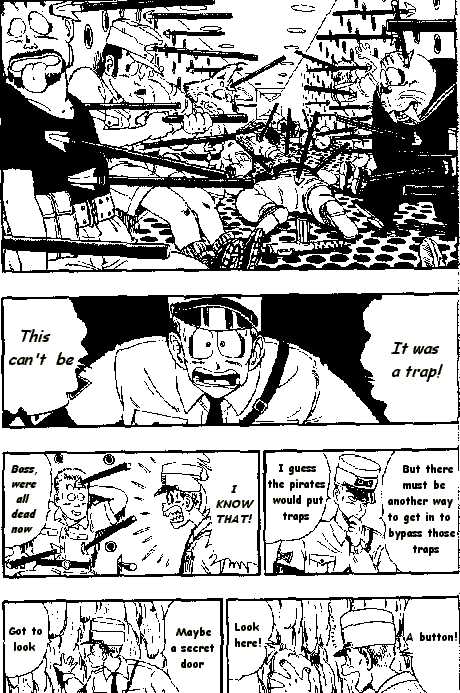 This
can't be
It was
a trap!
Boss,
were
all
dead
now
I
KNOW
THAT!
I guess
the pirates
would put
traps
But there
must be
another way
to get in to
bypass those
traps
Got to
look
Maybe
a secret
door
Look
here!
A button!